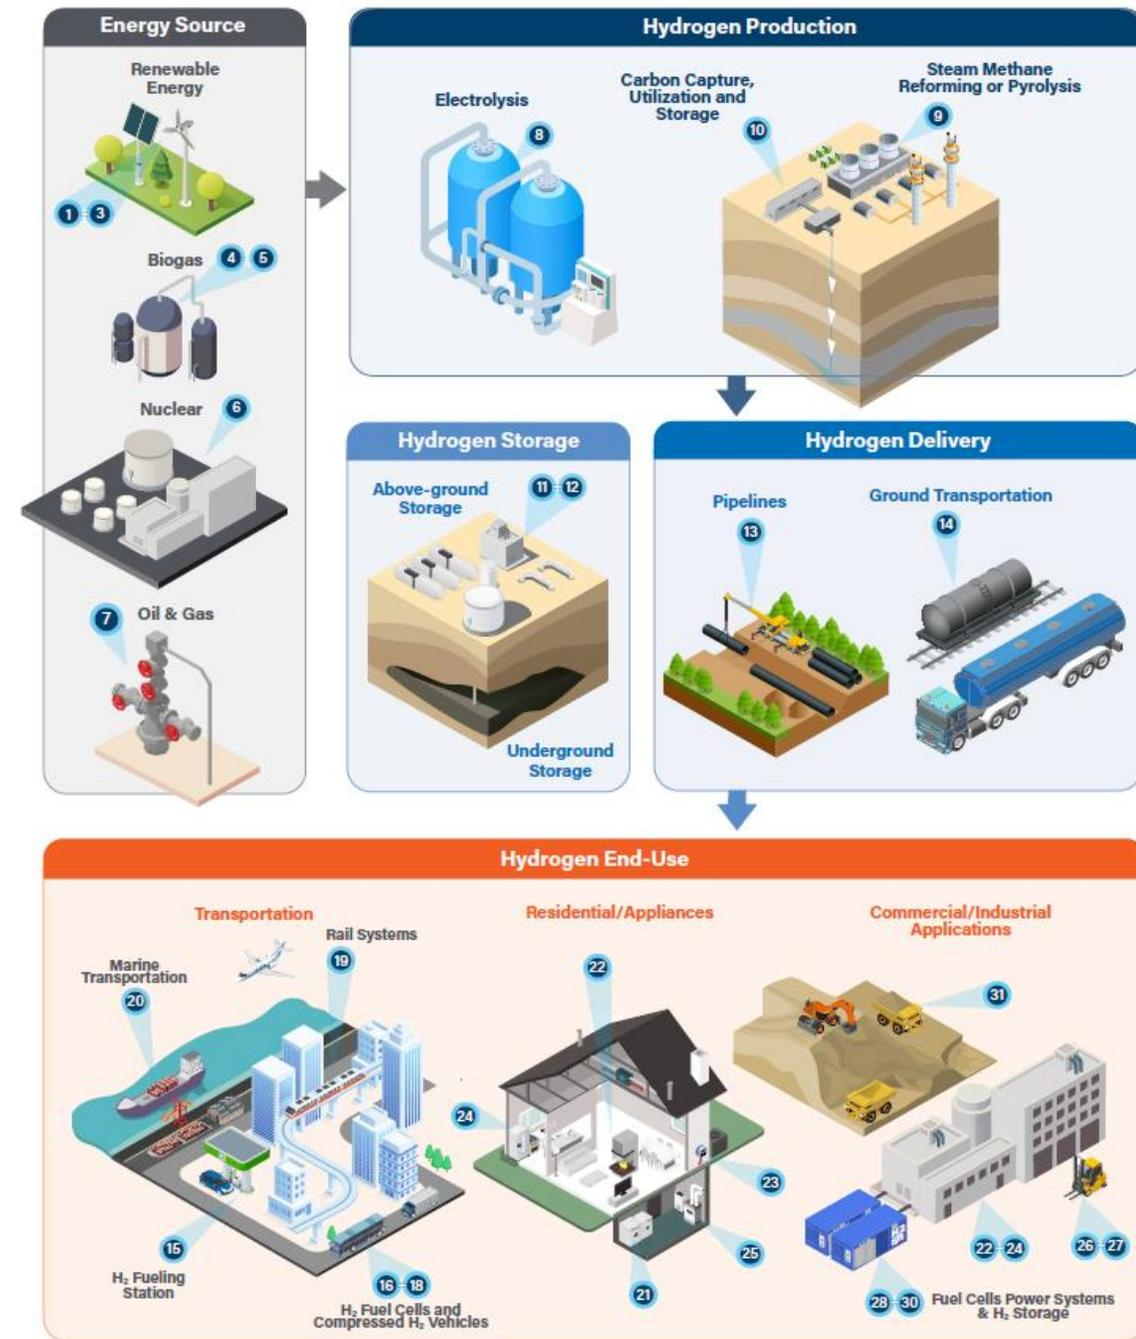 Energy Source
Renewable
Energy
1 - 3
Biogas
4 5
Nuclear
6
7
Oil & Gas
Hydrogen Production
Electrolysis
8
Carbon Capture,
Utilization and
Storage
10
Steam Methane
Reforming or Pyrolysis
9
Hydrogen Storage
Above-ground
Storage
11 - 12
Underground
Storage
Hydrogen Delivery
Pipelines
13
Ground Transportation
14
Hydrogen End-Use
Transportation
Rail Systems
19
Marine
Transportation
20
15
H₂ Fueling
Station
16 - 18
H₂ Fuel Cells and
Compressed H₂ Vehicles
Residential/Appliances
22
24
23
25
21
Commercial/Industrial
Applications
31
22 - 24
26 - 27
28 - 30
Fuel Cells Power Systems
& H₂ Storage